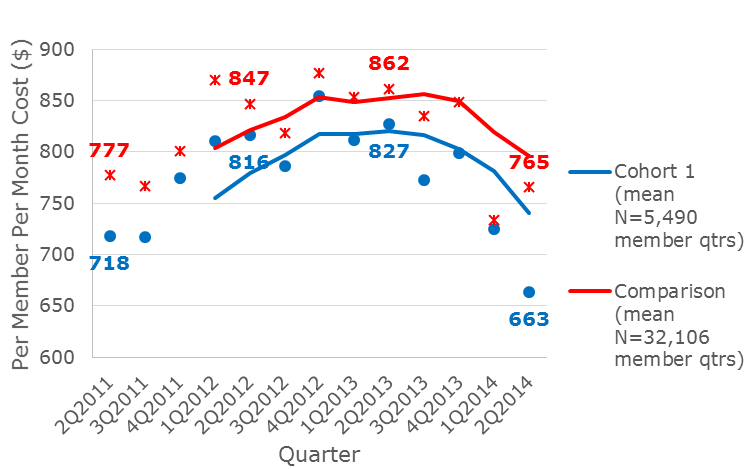 Per Member Per Month Cost ($)
900
850
800
750
700
650
600
777
847
862
765
718
816
827
663
2Q2011
3Q2011
4Q2011
1Q2012
2Q2012
3Q2012
4Q2012
1Q2013
2Q2013
3Q2013
4Q2013
1Q2014
2Q2014
Quarter
Cohort 1
(mean
N=5,490
member qtrs)
Comparison
(mean
N=32,106
member qtrs)